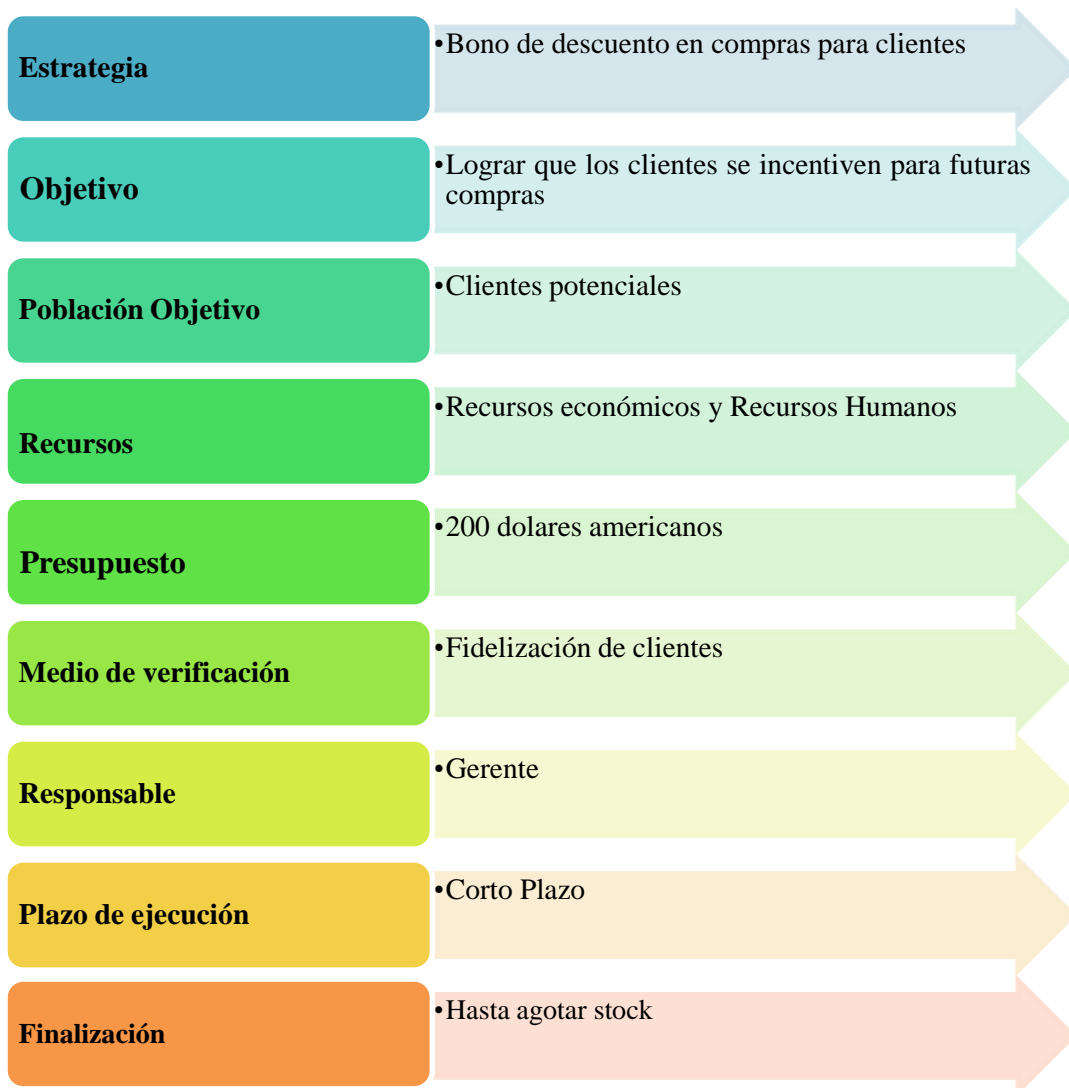 Estrategia
•Bono de descuento en compras para clientes
Objetivo
•Lograr que los clientes se incentiven para futuras
compras
Población Objetivo
•Clientes potenciales
Recursos
•Recursos económicos y Recursos Humanos
Presupuesto
•200 dolares americanos
Medio de verificación
•Fidelización de clientes
Responsable
•Gerente
Plazo de ejecución
•Corto Plazo
Finalización
•Hasta agotar stock